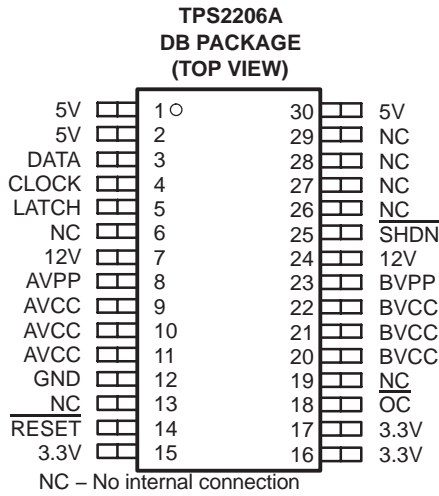 TPS2206A
DB PACKAGE
(TOP VIEW)
5V 1 30 5V
5V 2 29 NC
DATA 3 28 NC
CLOCK 4 27 NC
LATCH 5 26 NC
NC 6 25 SHDN
12V 7 24 12V
AVPP 8 23 BVPP
AVCC 9 22 BVCC
AVCC 10 21 BVCC
AVCC 11 20 BVCC
GND 12 19 NC
NC 13 18 OC
RESET 14 17 3.3V
3.3V 15 16 3.3V
NC – No internal connection